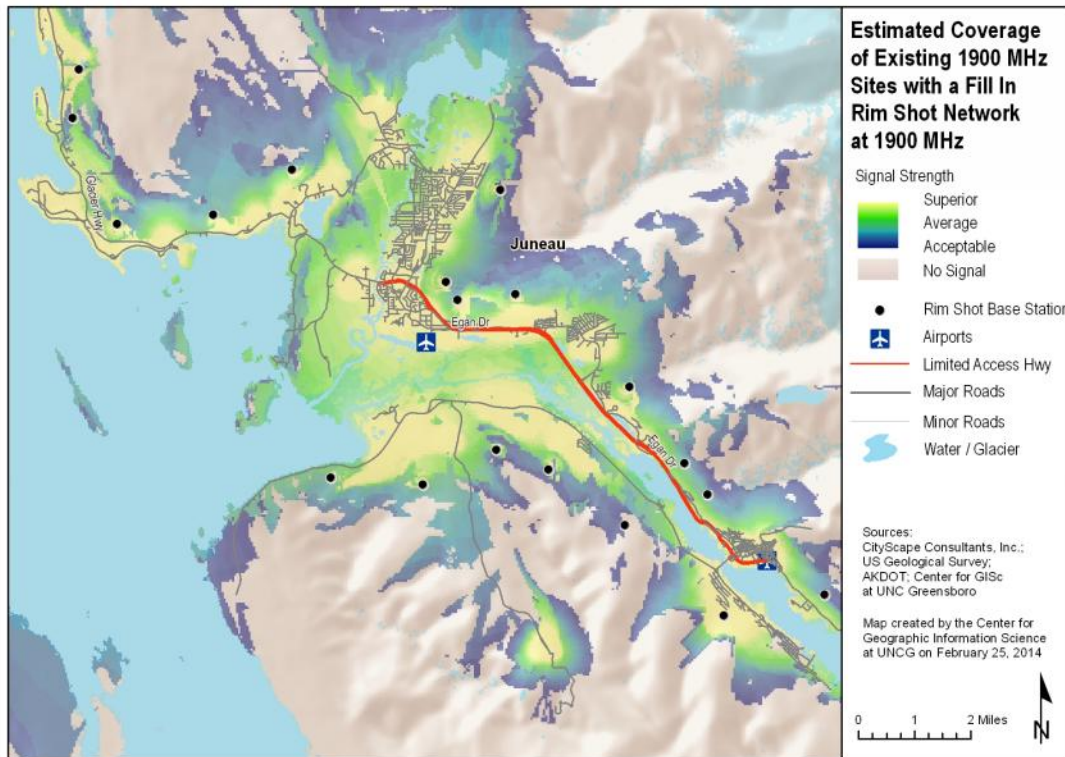 Estimated Coverage
of Existing 1900 MHz
Sites with a Fill In
Rim Shot Network
at 1900 MHz
Signal Strength
Superior
Average
Acceptable
No Signal
Rim Shot Base Station
Airports
Limited Access Hwy
Major Roads
Minor Roads
Water / Glacier
Sources:
CityScape Consultants, Inc.;
US Geological Survey;
AKDOT; Center for GISc
at UNC Greensboro
Map created by the Center for
Geographic Information Science
at UNCG on February 25, 2014
0 1 2 Miles
N
Glacier Hwy
Juneau
Egan Dr
Egan Dr